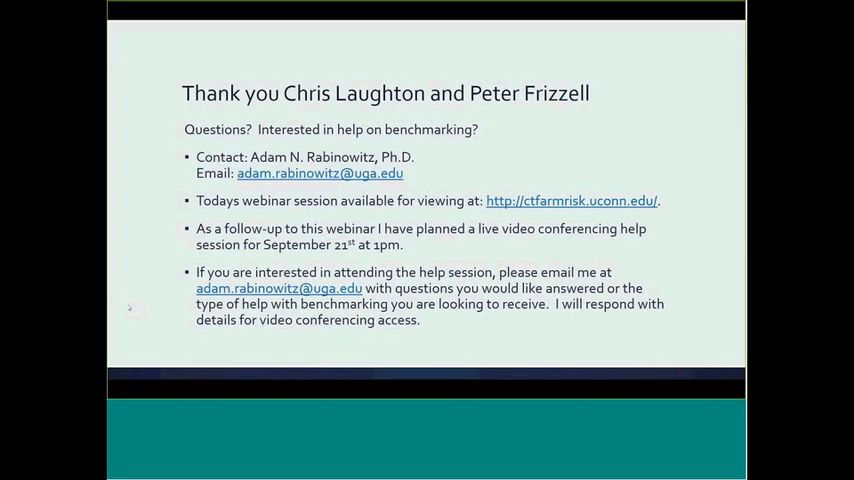 Thank you Chris Laughton and Peter Frizzell
Questions? Interested in help on benchmarking?
▪ Contact: Adam N. Rabinowitz, Ph.D.
Email: adam.rabinowitz@uga.edu
▪ Todays webinar session available for viewing at: http://ctfarmrisk.uconn.edu/.
▪ As a follow-up to this webinar I have planned a live video conferencing help
session for September 21st at 1pm.
▪ If you are interested in attending the help session, please email me at
adam.rabinowitz@uga.edu with questions you would like answered or the
type of help with benchmarking you are looking to receive. I will respond with
details for video conferencing access.